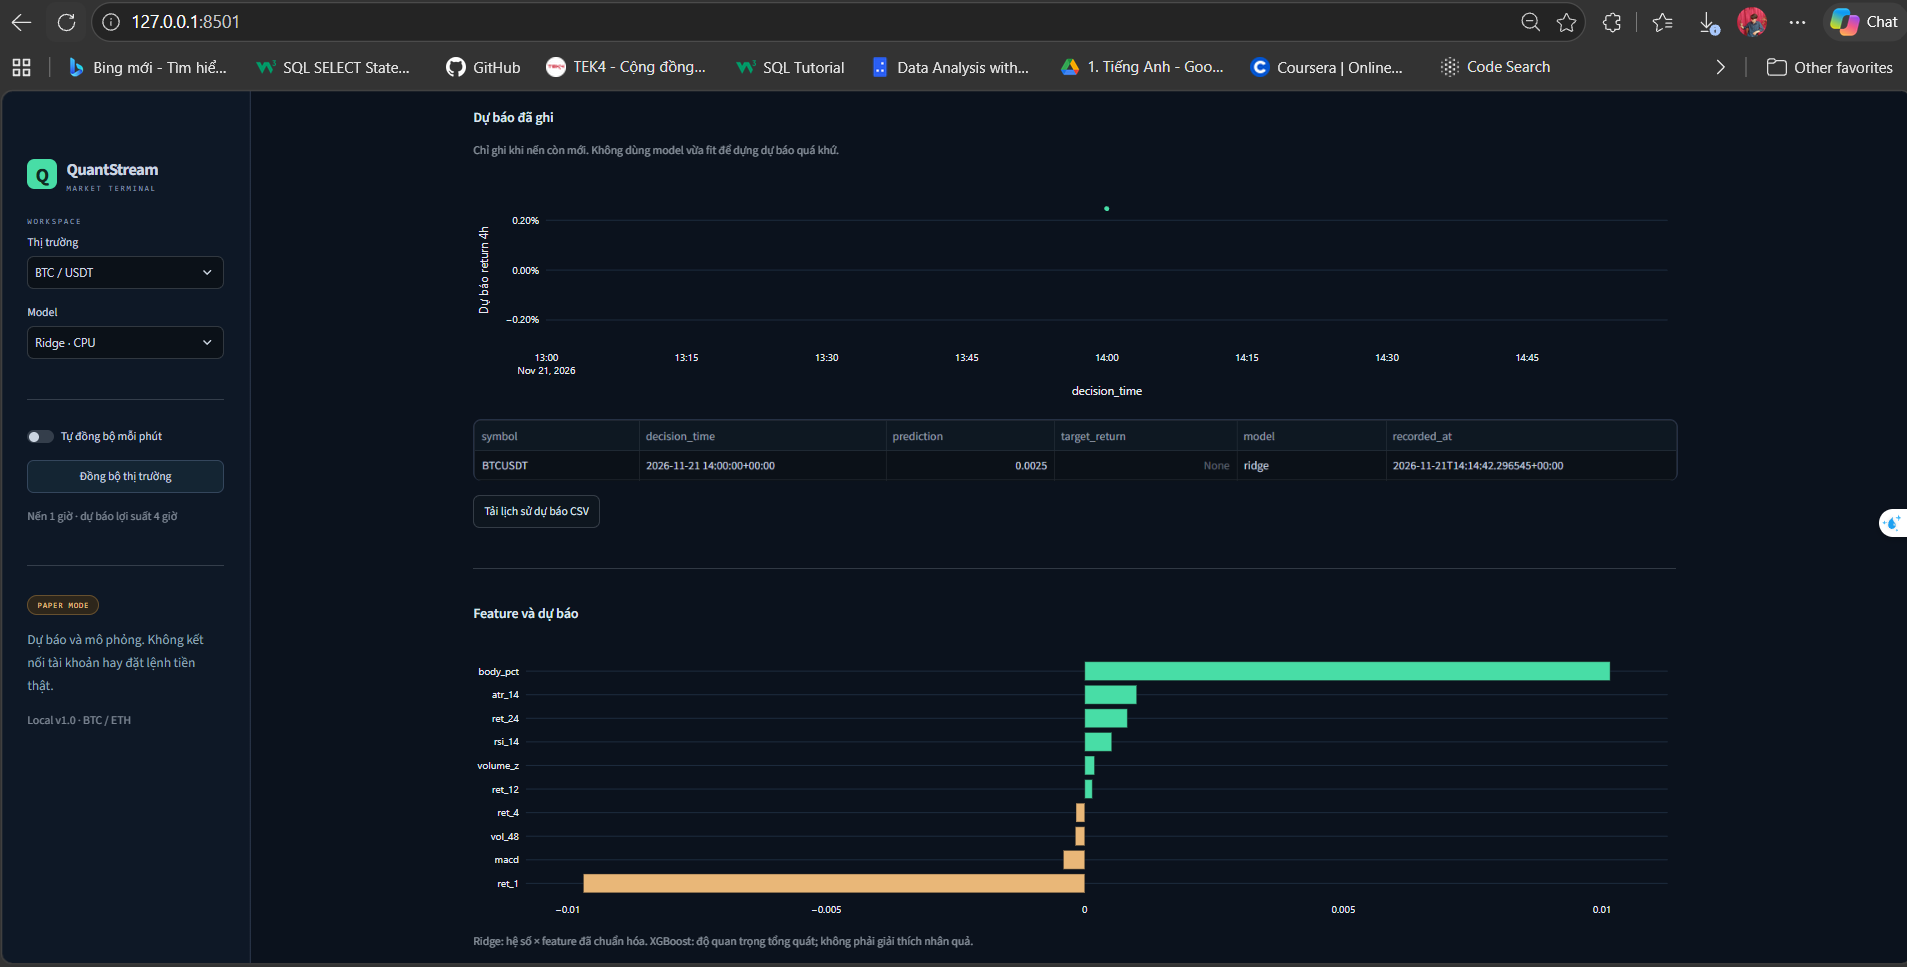 127.0.0.1:8501
Chat
Bing mới - Tìm hiể...
SQL SELECT State...
GitHub
TEK4 - Cộng đồng...
SQL Tutorial
Data Analysis with...
1. Tiếng Anh - Goo...
Coursera | Online...
Code Search
Other favorites
Q
QuantStream
MARKET TERMINAL
WORKSPACE
Thị trường
BTC / USDT
Model
Ridge · CPU
Tự đồng bộ mỗi phút
Đồng bộ thị trường
Nến 1 giờ · dự báo lợi suất 4 giờ
PAPER MODE
Dự báo và mô phỏng. Không kết
nối tài khoản hay đặt lệnh tiền
thật.
Local v1.0 · BTC / ETH
Dự báo đã ghi
Chỉ ghi khi nến còn mới. Không dùng model vừa fit để dựng dự báo quá khứ.
Dự báo return 4h
0.20%
0.00%
−0.20%
13:00 13:15 13:30 13:45 14:00 14:15 14:30 14:45
Nov 21, 2026
decision_time
symbol decision_time prediction target_return model recorded_at
BTCUSDT 2026-11-21 14:00:00+00:00 0.0025 None ridge 2026-11-21T14:14:42.296545+00:00
Tải lịch sử dự báo CSV
Feature và dự báo
body_pct
atr_14
ret_24
rsi_14
volume_z
ret_12
ret_4
vol_48
macd
ret_1
−0.01 −0.005 0 0.005 0.01
Ridge: hệ số × feature đã chuẩn hóa. XGBoost: độ quan trọng tổng quát; không phải giải thích nhân quả.